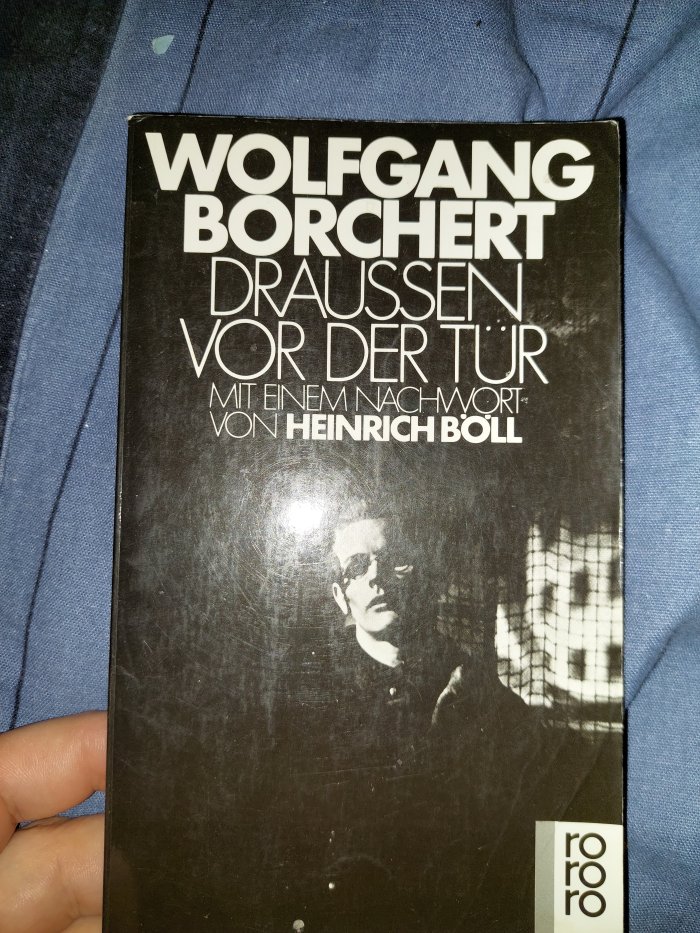 WOLFGANG
BORCHERT
DRAUSSEN
VOR DER TÜR
MIT EINEM NACHWORT
VON HEINRICH BÖLL
ro
ro
ro